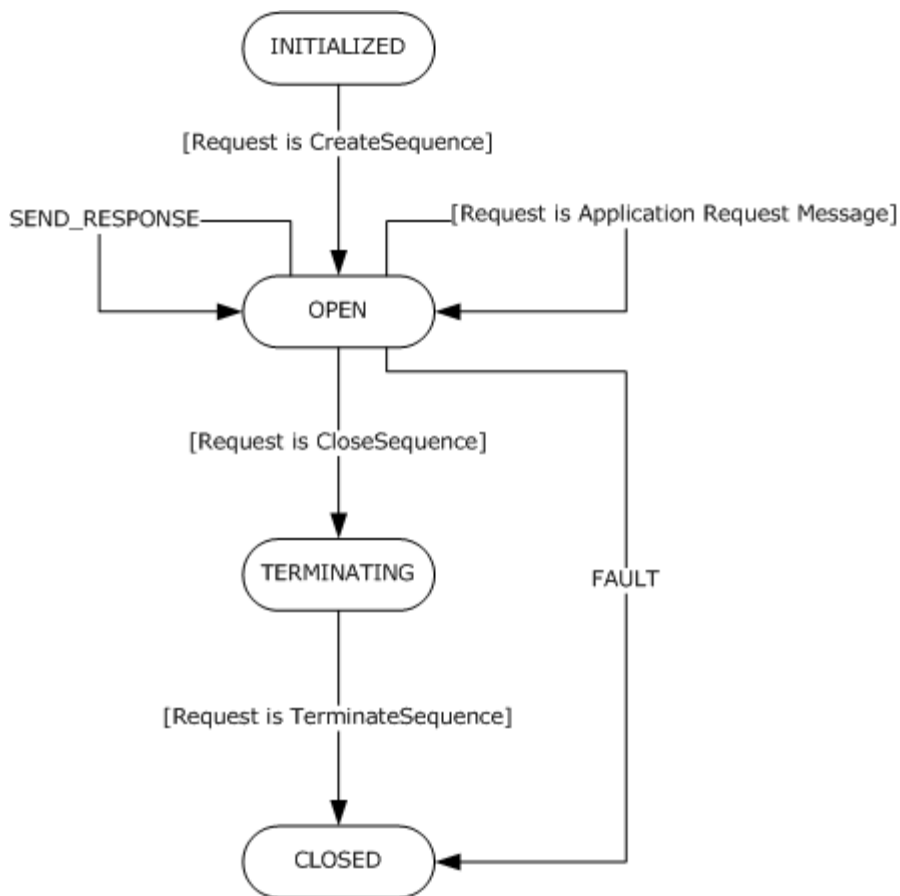 INITIALIZED
[Request is CreateSequence]
SEND_RESPONSE
[Request is Application Request Message]
OPEN
[Request is CloseSequence]
TERMINATING
FAULT
[Request is TerminateSequence]
CLOSED